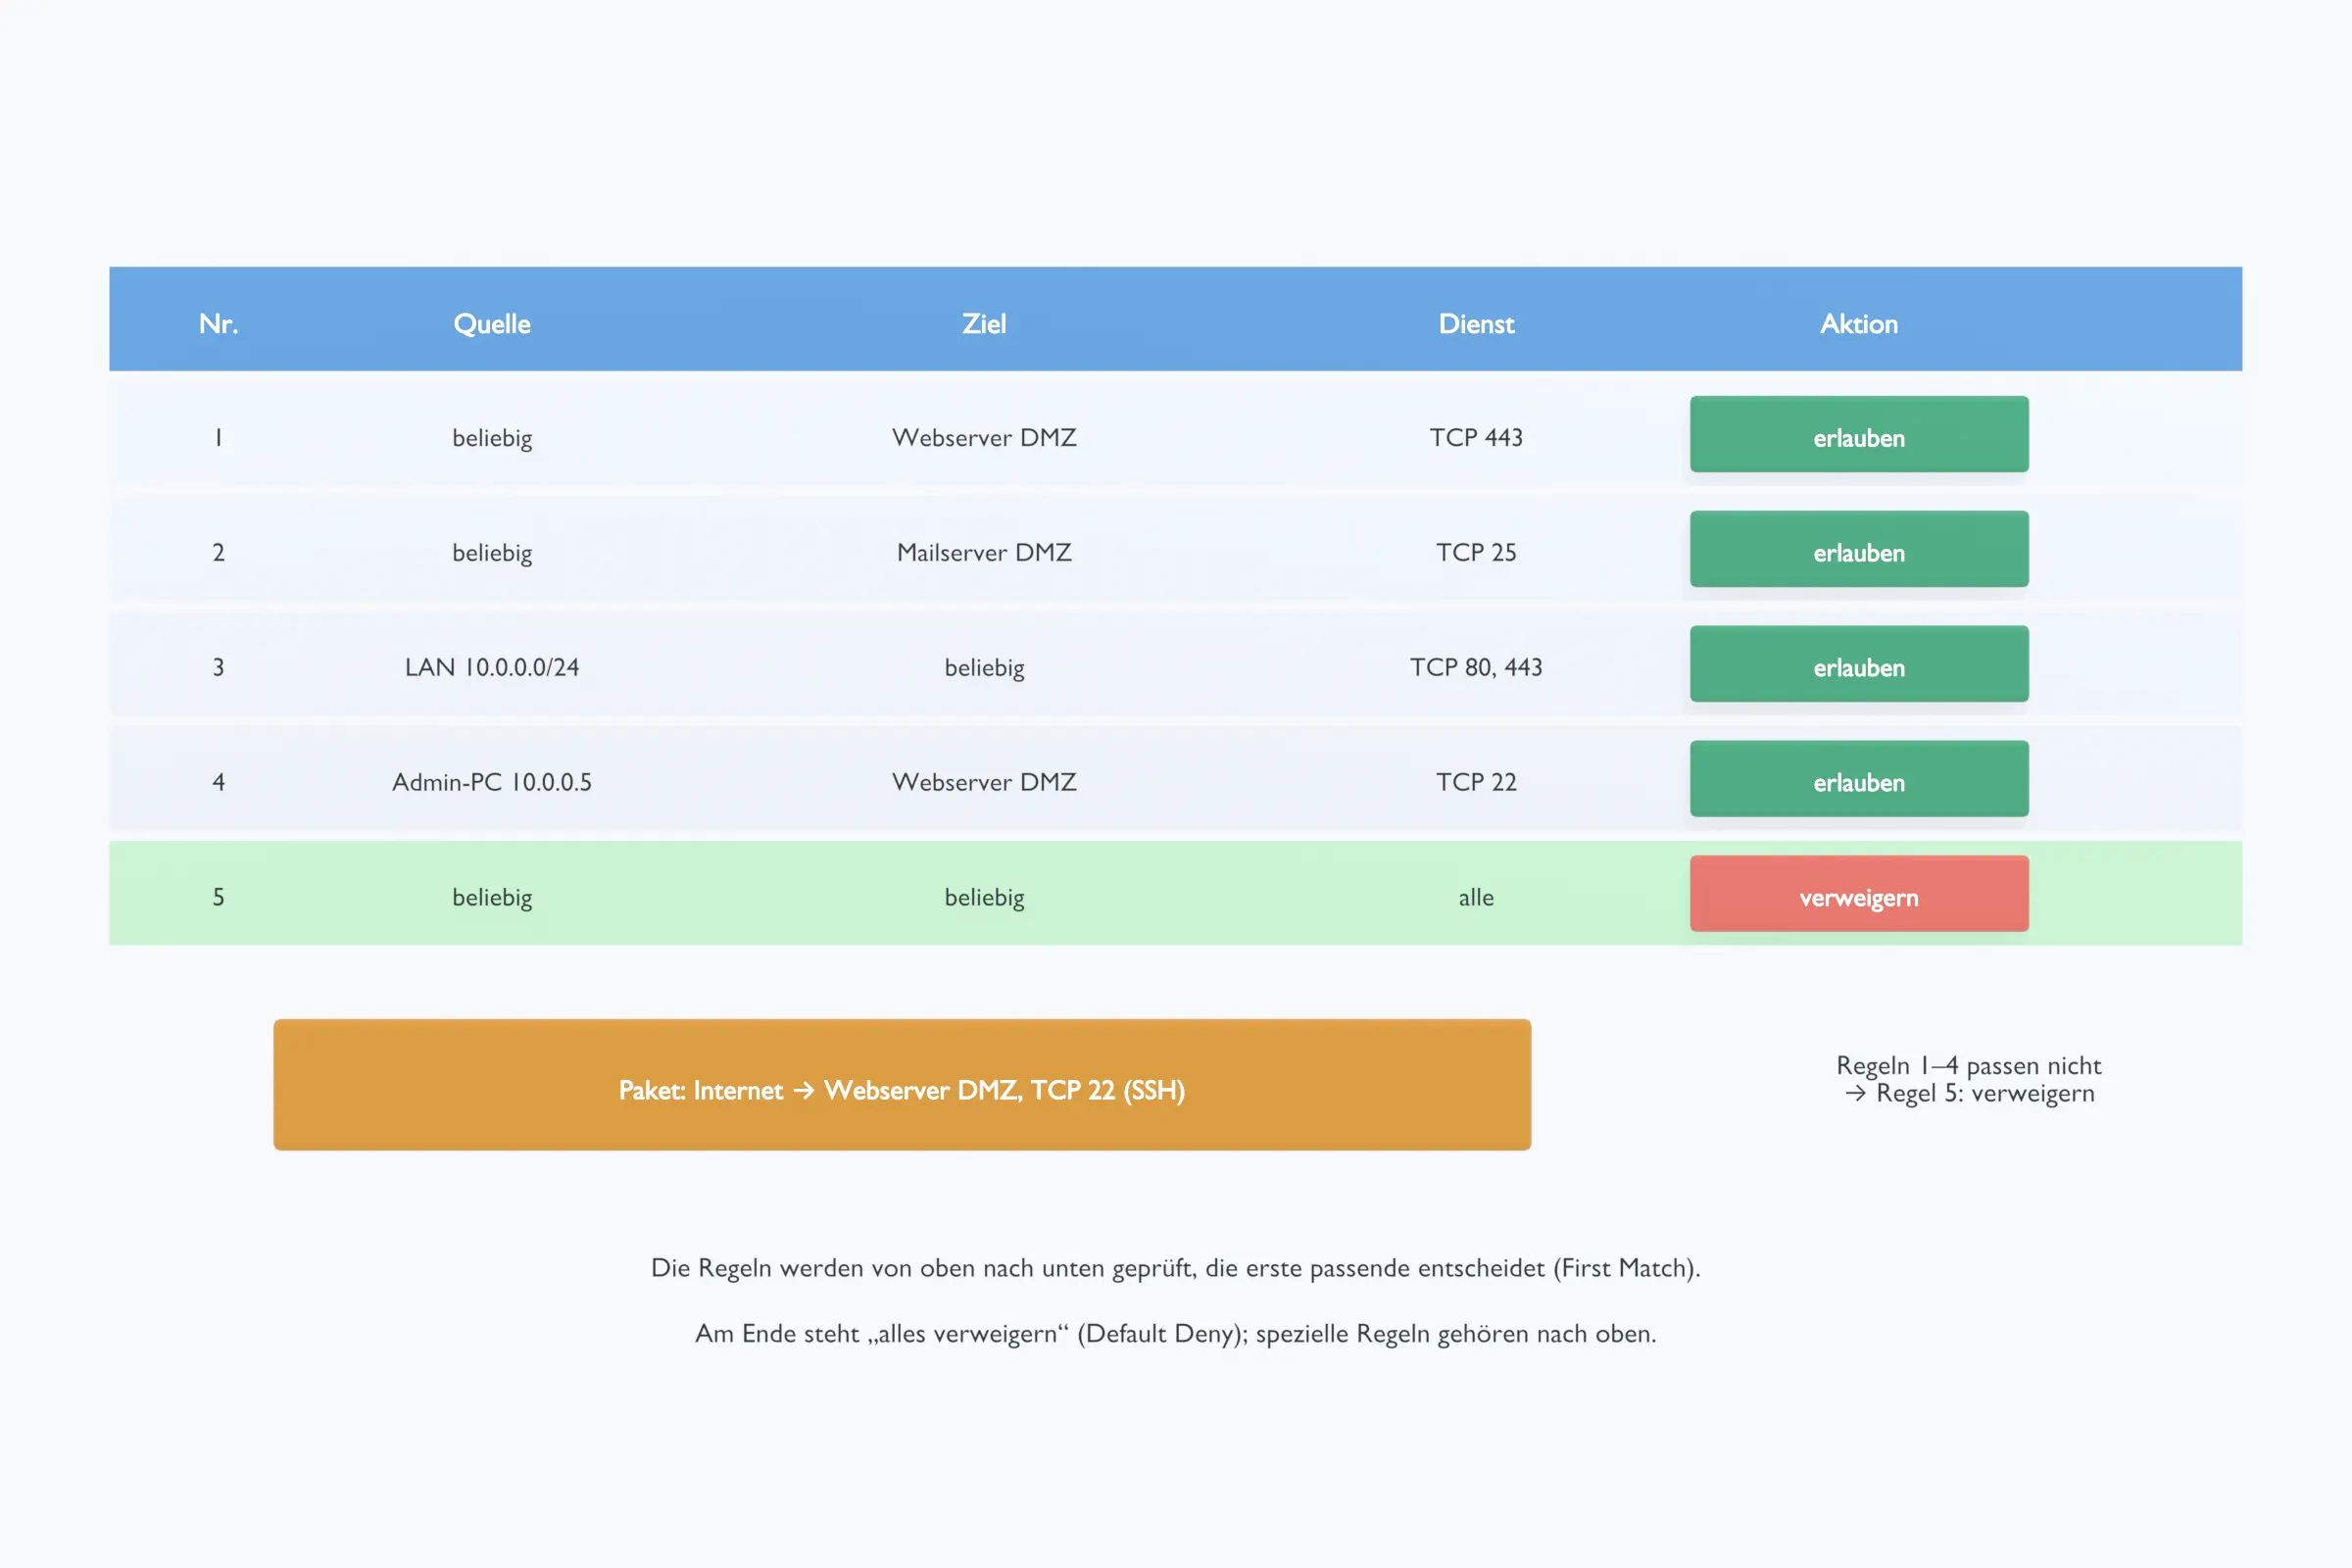 Nr. Quelle Ziel Dienst Aktion
1 beliebig Webserver DMZ TCP 443 erlauben
2 beliebig Mailserver DMZ TCP 25 erlauben
3 LAN 10.0.0.0/24 beliebig TCP 80, 443 erlauben
4 Admin-PC 10.0.0.5 Webserver DMZ TCP 22 erlauben
5 beliebig beliebig alle verweigern
Paket: Internet → Webserver DMZ, TCP 22 (SSH)
Regeln 1–4 passen nicht
→ Regel 5: verweigern
Die Regeln werden von oben nach unten geprüft, die erste passende entscheidet (First Match).
Am Ende steht „alles verweigern“ (Default Deny); spezielle Regeln gehören nach oben.